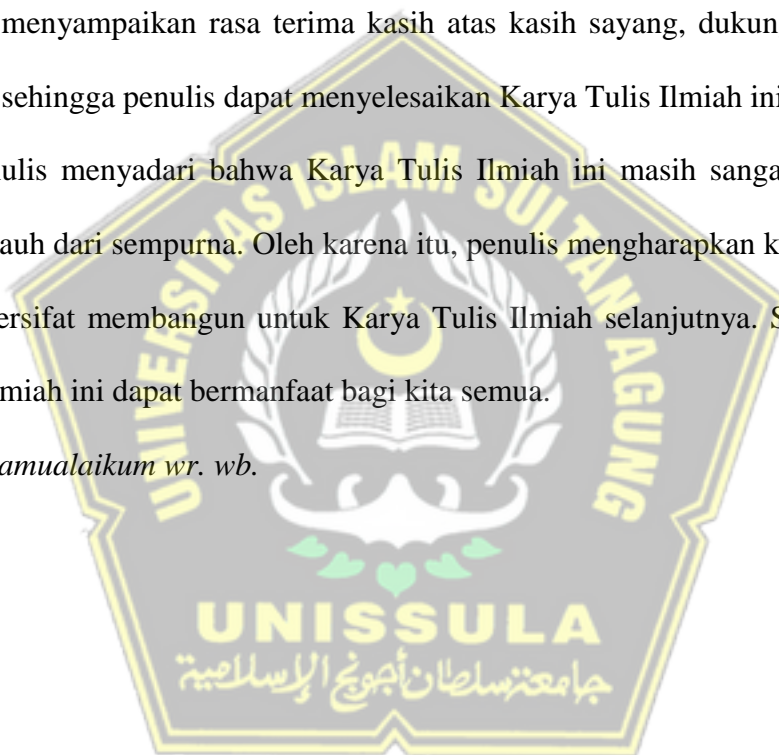 menyampaikan rasa terima kasih atas kasih sayang, dukun
sehingga penulis dapat menyelesaikan Karya Tulis Ilmiah ini
ulis menyadari bahwa Karya Tulis Ilmiah ini masih sanga
auh dari sempurna. Oleh karena itu, penulis mengharapkan k
ersifat membangun untuk Karya Tulis Ilmiah selanjutnya. S
miah ini dapat bermanfaat bagi kita semua.
amualaikum wr. wb.
UNIVERSITAS ISLAM SULTAN AGUNG
UNISSULA
جامعة سلطان أجونج الإسلامية